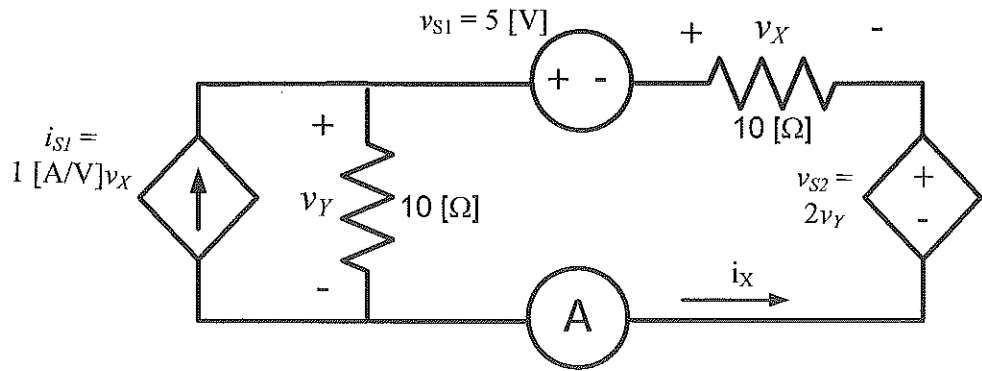 v_S1 = 5 [V]
+ v_X -
+ -
10 [Ω]
i_S1 =
1 [A/V]v_X
+
v_Y
10 [Ω]
-
v_S2 =
2v_Y
+
-
i_X
A